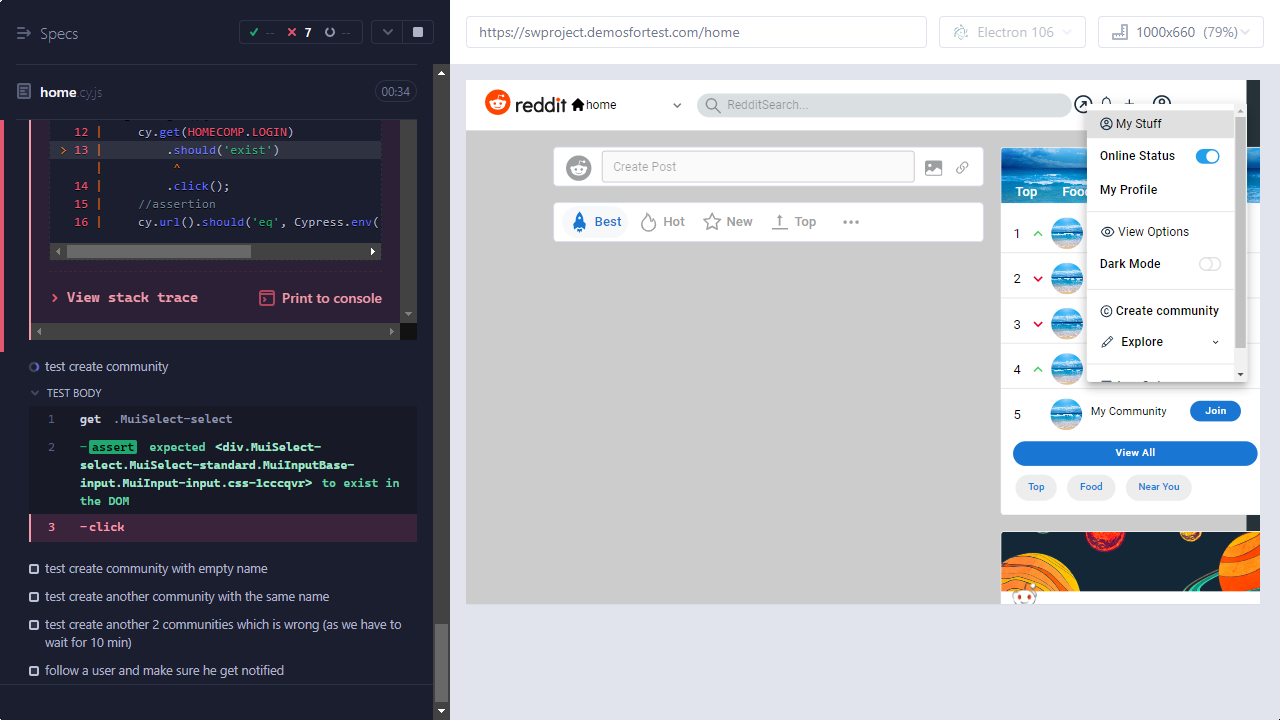 Specs
--
7
--
https://swproject.demosfortest.com/home
Electron 106
1000x660 (79%)
home.cy.js
00:34
12 | cy.get(HOMECOMP.LOGIN)
> 13 | .should('exist')
| ^
14 | .click();
15 | //assertion
16 | cy.url().should('eq', Cypress.env(
View stack trace
Print to console
test create community
TEST BODY
1 get .MuiSelect-select
2 -assert expected <div.MuiSelect-
select.MuiSelect-standard.MuiInputBase-
input.MuiInput-input.css-1cccqvr>
to exist in
the DOM
3 -click
test create community with empty name
test create another community with the same name
test create another 2 communities which is wrong (as we have to
wait for 10 min)
follow a user and make sure he get notified
reddit
home
RedditSearch...
Create Post
Best
Hot
New
Top
Top
Food
1
2
3
4
5
My Community
Join
View All
Top
Food
Near You
My Stuff
Online Status
My Profile
View Options
Dark Mode
Create community
Explore